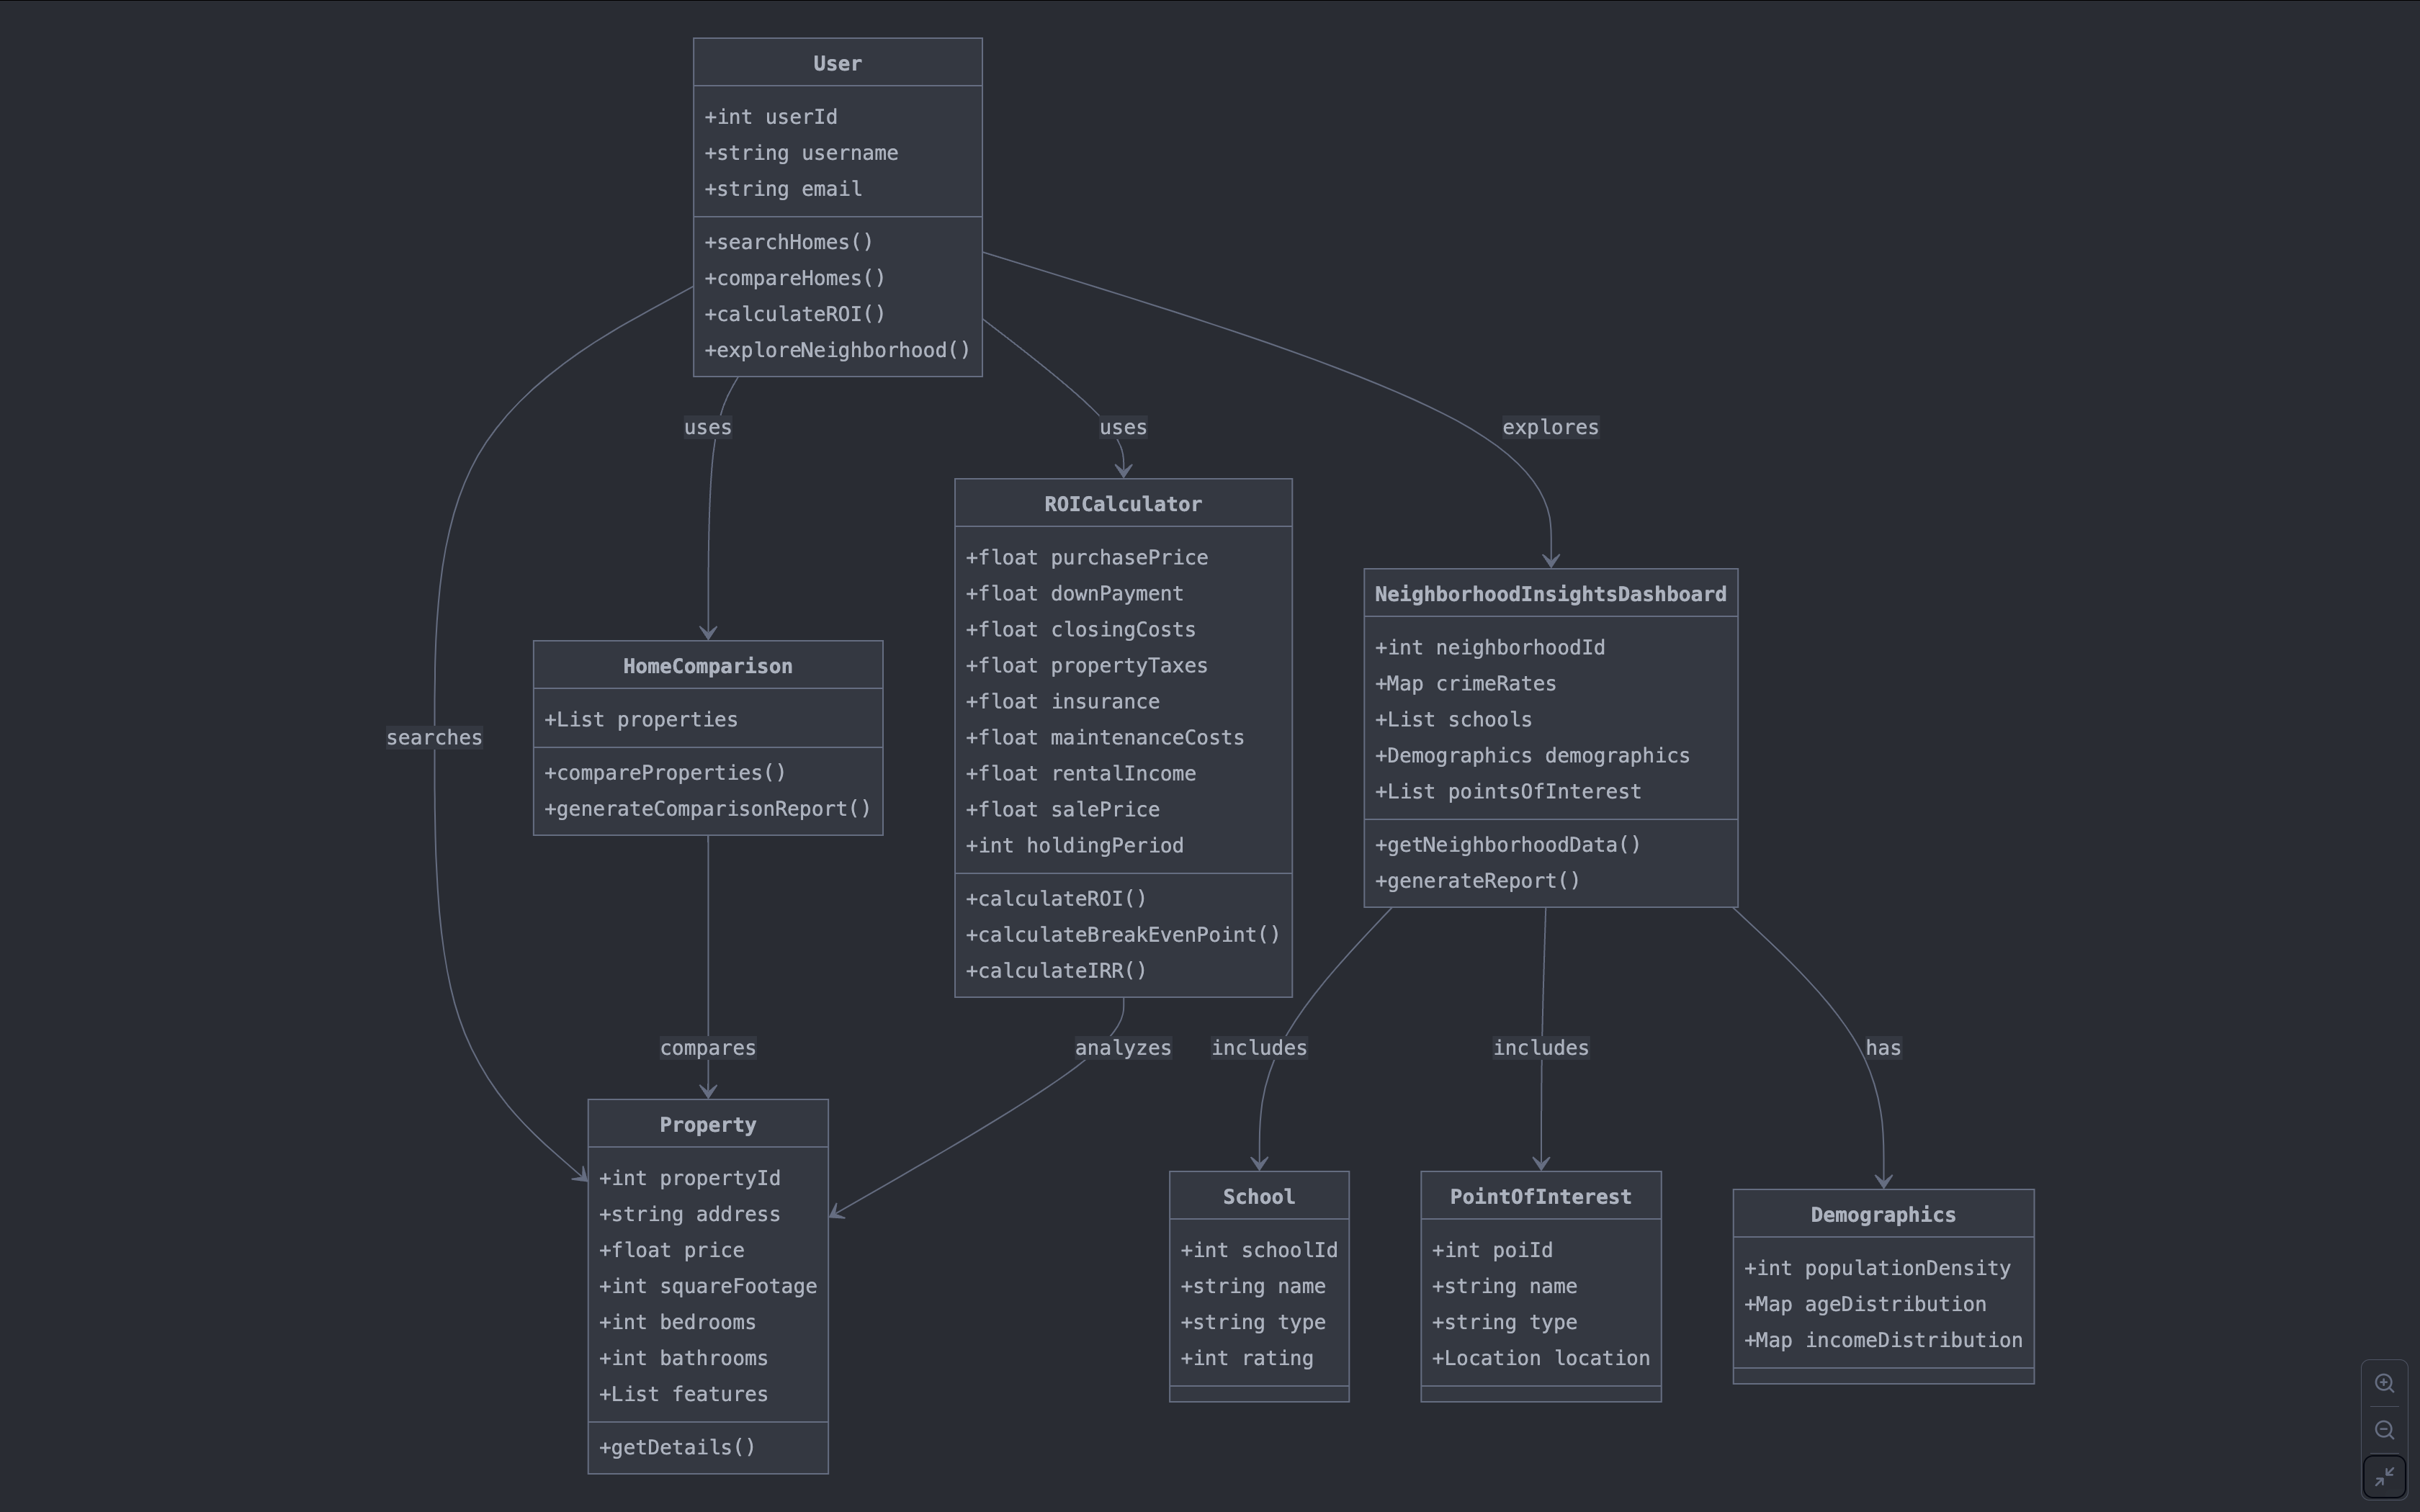 User
+int userId
+string username
+string email
+searchHomes()
+compareHomes()
+calculateROI()
+exploreNeighborhood()
uses
uses
explores
searches
HomeComparison
+List properties
+compareProperties()
+generateComparisonReport()
ROICalculator
+float purchasePrice
+float downPayment
+float closingCosts
+float propertyTaxes
+float insurance
+float maintenanceCosts
+float rentalIncome
+float salePrice
+int holdingPeriod
+calculateROI()
+calculateBreakEvenPoint()
+calculateIRR()
NeighborhoodInsightsDashboard
+int neighborhoodId
+Map crimeRates
+List schools
+Demographics demographics
+List pointsOfInterest
+getNeighborhoodData()
+generateReport()
compares
analyzes
includes
includes
has
Property
+int propertyId
+string address
+float price
+int squareFootage
+int bedrooms
+int bathrooms
+List features
+getDetails()
School
+int schoolId
+string name
+string type
+int rating
PointOfInterest
+int poiId
+string name
+string type
+Location location
Demographics
+int populationDensity
+Map ageDistribution
+Map incomeDistribution